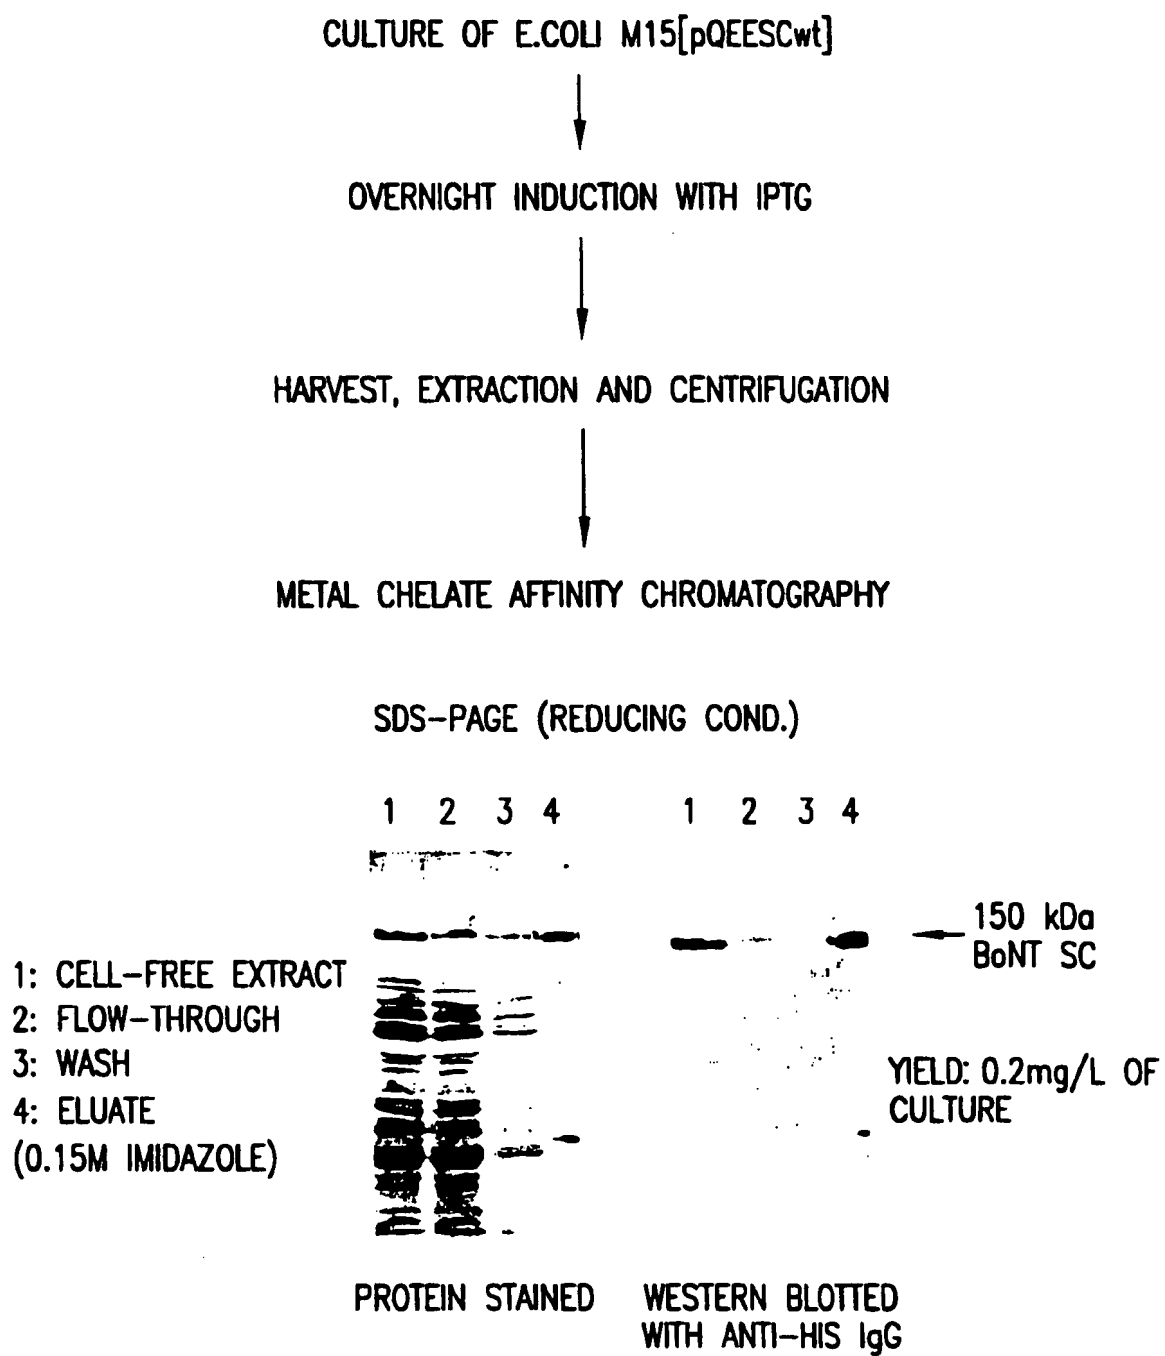 CULTURE OF E.COLI M15[pQEESCwt]
OVERNIGHT INDUCTION WITH IPTG
HARVEST, EXTRACTION AND CENTRIFUGATION
METAL CHELATE AFFINITY CHROMATOGRAPHY
SDS-PAGE (REDUCING COND.)
1 2 3 4 1 2 3 4
150 kDa
BoNT SC
1: CELL-FREE EXTRACT
2: FLOW-THROUGH
3: WASH
4: ELUATE
(0.15M IMIDAZOLE)
YIELD: 0.2mg/L OF
CULTURE
PROTEIN STAINED
WESTERN BLOTTED
WITH ANTI-HIS IgG